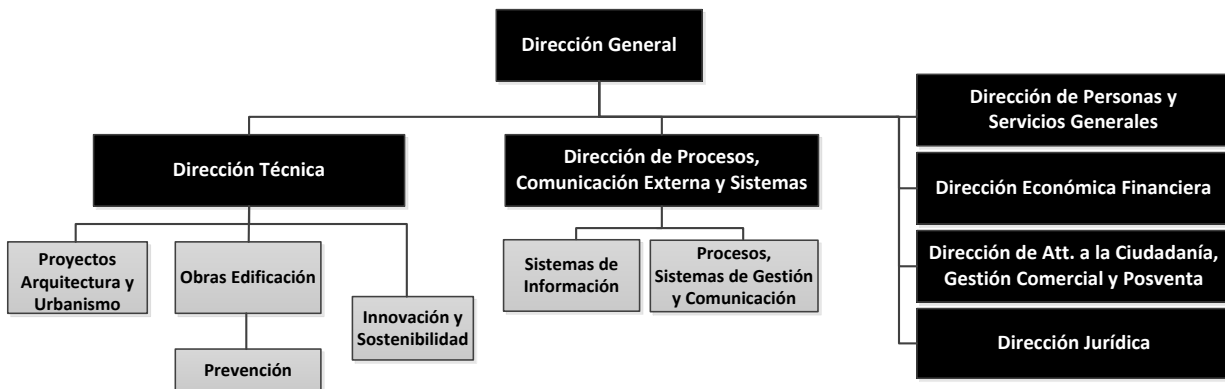 Dirección General
Dirección de Personas y
Servicios Generales
Dirección Técnica
Dirección de Procesos,
Comunicación Externa y Sistemas
Dirección Económica Financiera
Proyectos
Arquitectura y
Urbanismo
Obras Edificación
Sistemas de
Información
Procesos,
Sistemas de Gestión
y Comunicación
Dirección de Att. a la Ciudadanía,
Gestión Comercial y Posventa
Innovación y
Sostenibilidad
Prevención
Dirección Jurídica